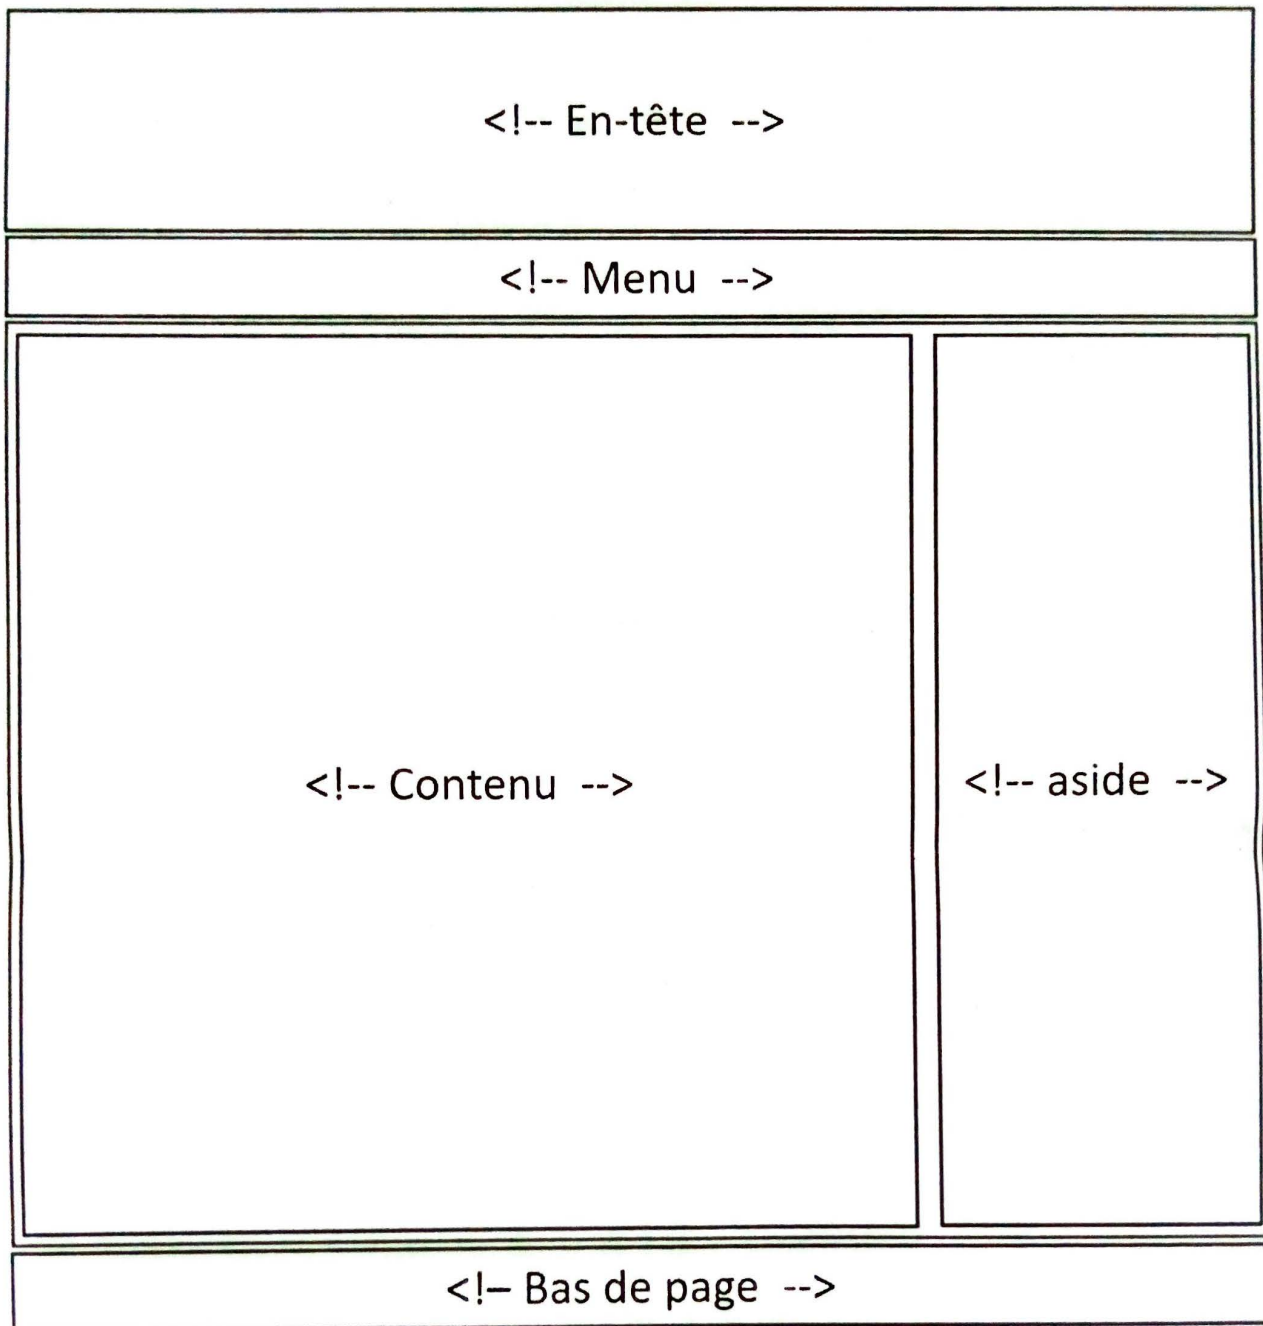 <!-- En-tête -->
<!-- Menu -->
<!-- Contenu -->
<!-- aside -->
<!– Bas de page -->